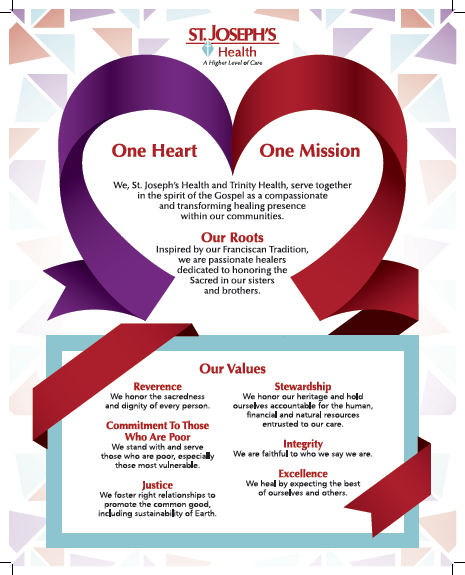 ST. JOSEPH'S
Health
A Higher Level of Care
One Heart
One Mission
We, St. Joseph's Health and Trinity Health, serve together
in the spirit of the Gospel as a compassionate
and transforming healing presence
within our communities.
Our Roots
Inspired by our Franciscan Tradition,
we are passionate healers
dedicated to honoring the
Sacred in our sisters
and brothers.
Our Values
Reverence
We honor the sacredness
and dignity of every person.
Commitment To Those
Who Are Poor
We stand with and serve
those who are poor, especially
those most vulnerable.
Justice
We foster right relationships to
promote the common good,
including sustainability of Earth.
Stewardship
We honor our heritage and hold
ourselves accountable for the human,
financial and natural resources
entrusted to our care.
Integrity
We are faithful to who we say we are.
Excellence
We heal by expecting the best
of ourselves and others.